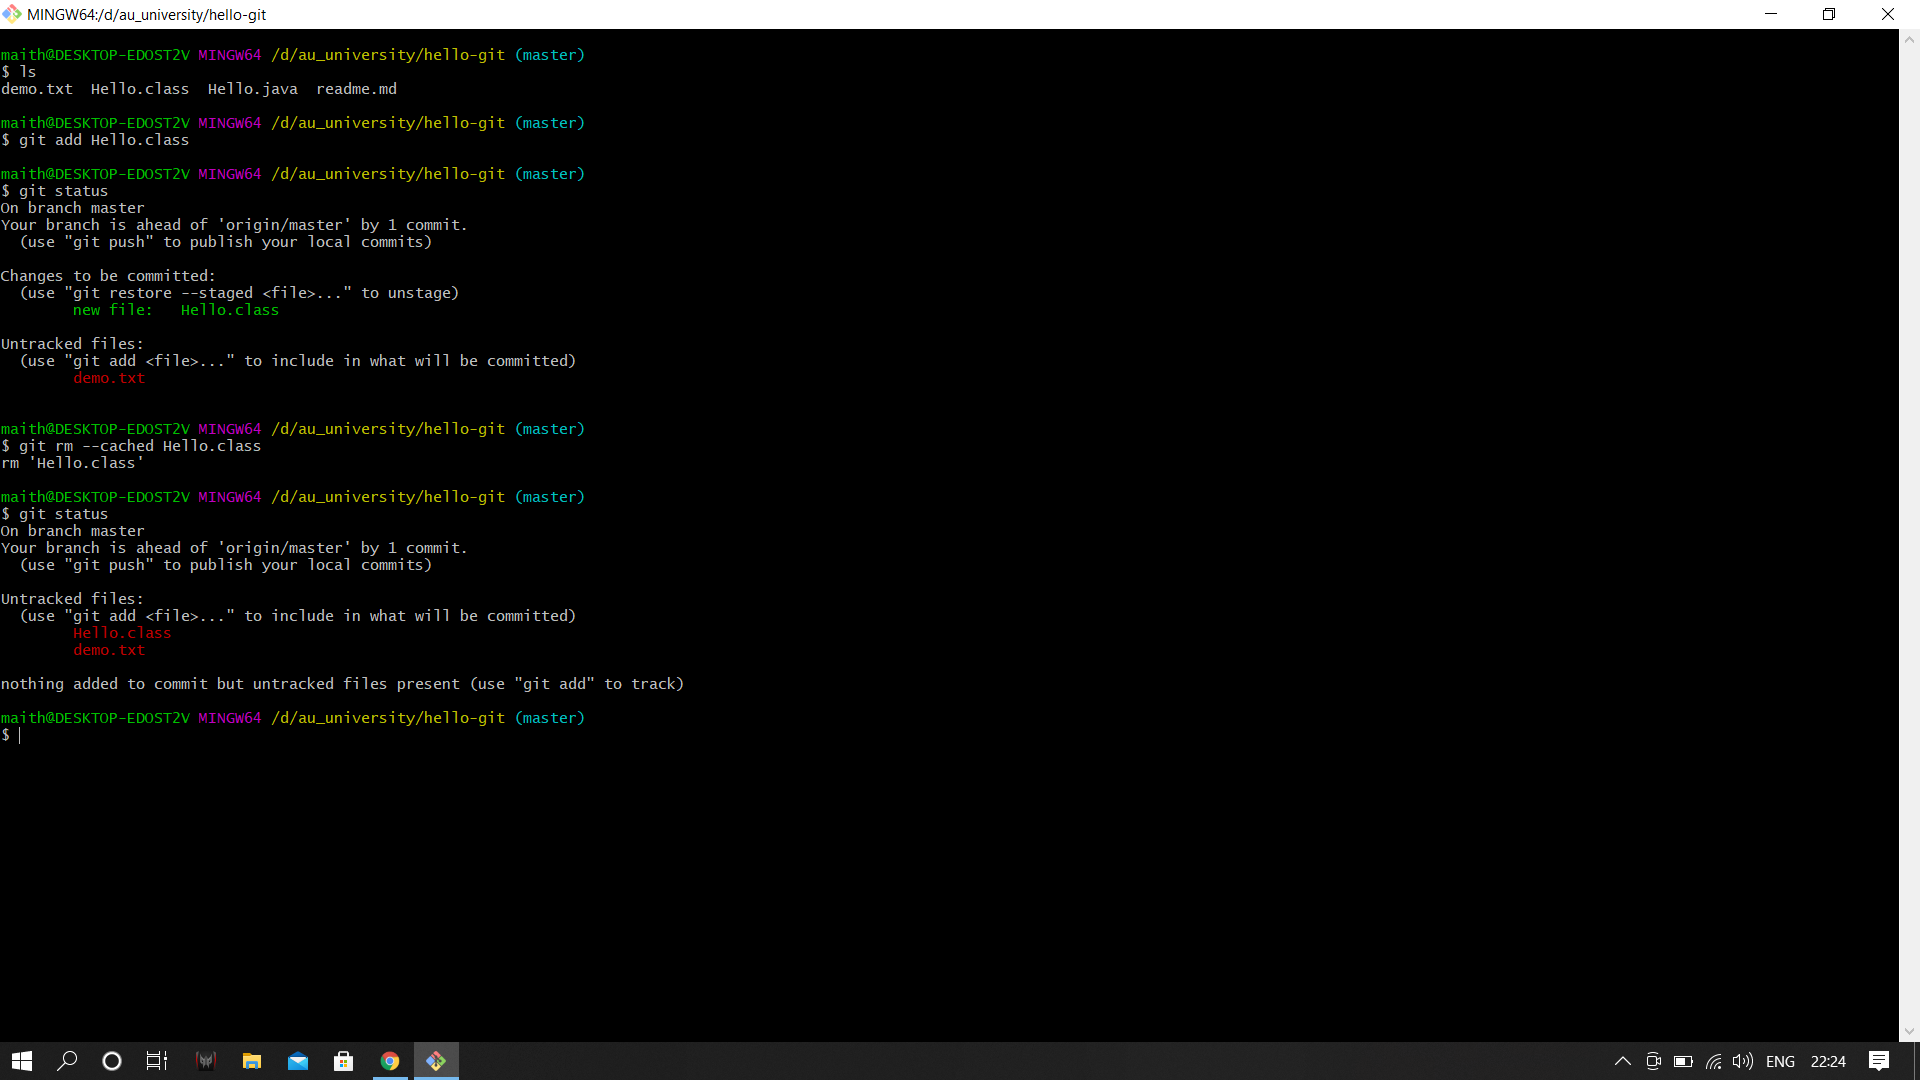 MINGW64:/d/au_university/hello-git
maith@DESKTOP-EDOST2V MINGW64 /d/au_university/hello-git (master)
$ ls
demo.txt  Hello.class  Hello.java  readme.md
maith@DESKTOP-EDOST2V MINGW64 /d/au_university/hello-git (master)
$ git add Hello.class
maith@DESKTOP-EDOST2V MINGW64 /d/au_university/hello-git (master)
$ git status
On branch master
Your branch is ahead of 'origin/master' by 1 commit.
  (use "git push" to publish your local commits)
Changes to be committed:
  (use "git restore --staged <file>..." to unstage)
        new file:   Hello.class
Untracked files:
  (use "git add <file>..." to include in what will be committed)
        demo.txt
maith@DESKTOP-EDOST2V MINGW64 /d/au_university/hello-git (master)
$ git rm --cached Hello.class
rm 'Hello.class'
maith@DESKTOP-EDOST2V MINGW64 /d/au_university/hello-git (master)
$ git status
On branch master
Your branch is ahead of 'origin/master' by 1 commit.
  (use "git push" to publish your local commits)
Untracked files:
  (use "git add <file>..." to include in what will be committed)
        Hello.class
        demo.txt
nothing added to commit but untracked files present (use "git add" to track)
maith@DESKTOP-EDOST2V MINGW64 /d/au_university/hello-git (master)
$
ENG 22:24